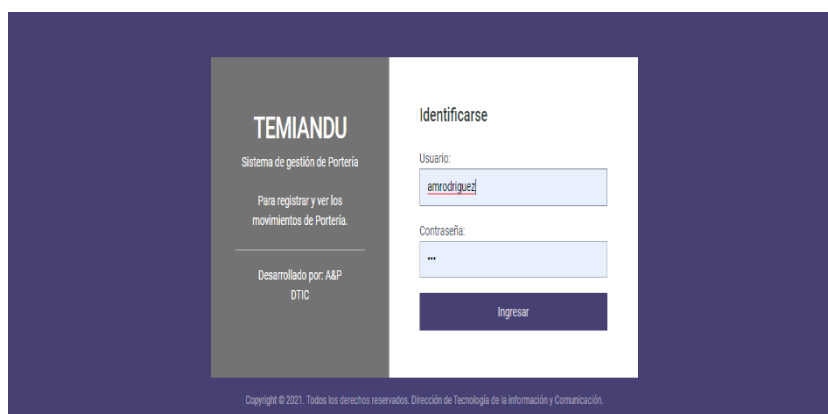 TEMIANDU
Sistema de gestión de Portería
Para registrar y ver los
movimientos de Portería.
Desarrollado por: A&P
DTIC
Identificarse
Usuario:
amrodriguez
Contraseña:
•••
Ingresar
Copyright © 2021. Todos los derechos reservados. Dirección de Tecnología de la información y Comunicación.